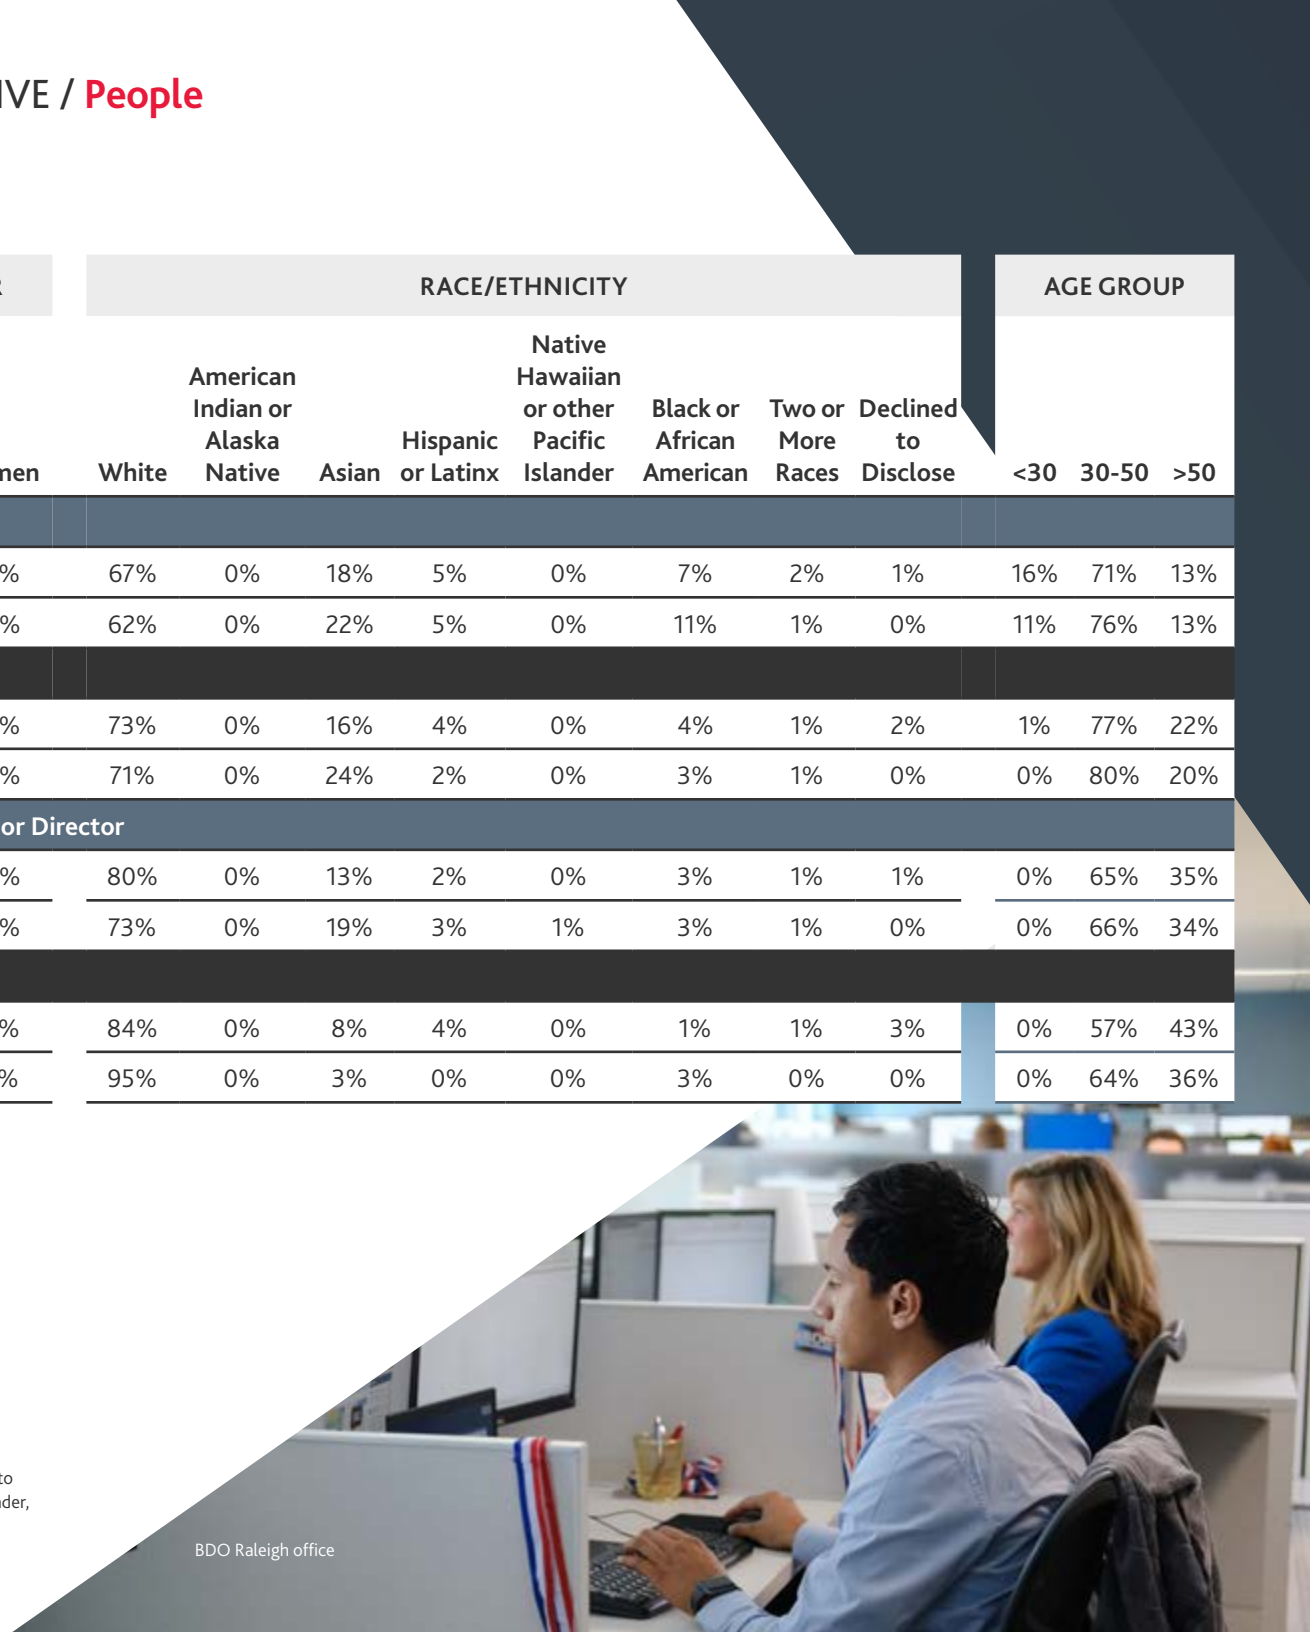 IVE / People
R
RACE/ETHNICITY
AGE GROUP
men
White
American
Indian or
Alaska
Native
Asian
Hispanic
or Latinx
Native
Hawaiian
or other
Pacific
Islander
Black or
African
American
Two or
More
Races
Declined
to
Disclose
<30 30-50 >50
% 67% 0% 18% 5% 0% 7% 2% 1% 16% 71% 13%
% 62% 0% 22% 5% 0% 11% 1% 0% 11% 76% 13%
% 73% 0% 16% 4% 0% 4% 1% 2% 1% 77% 22%
% 71% 0% 24% 2% 0% 3% 1% 0% 0% 80% 20%
or Director
% 80% 0% 13% 2% 0% 3% 1% 1% 0% 65% 35%
% 73% 0% 19% 3% 1% 3% 1% 0% 0% 66% 34%
% 84% 0% 8% 4% 0% 1% 1% 3% 0% 57% 43%
% 95% 0% 3% 0% 0% 3% 0% 0% 0% 64% 36%
to
der,
BDO Raleigh office